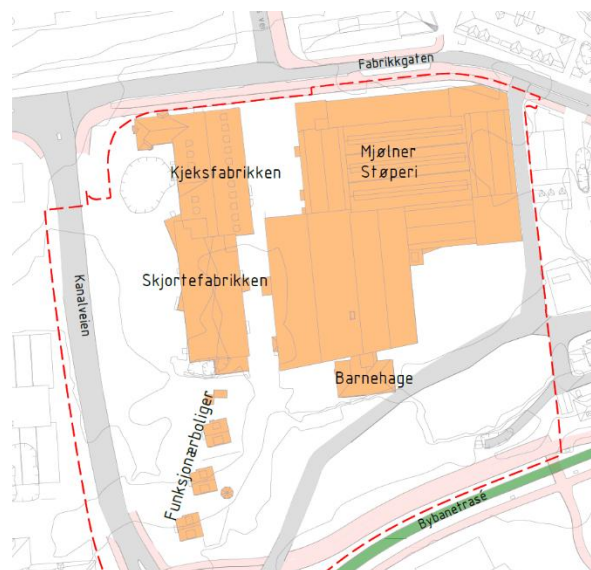 Fabrikkgaten
Kjeksfabrikken
Mjølner
Støperi
Skjortefabrikken
Kanalveien
Barnehage
Funksjonærboliger
Bybanetrasé